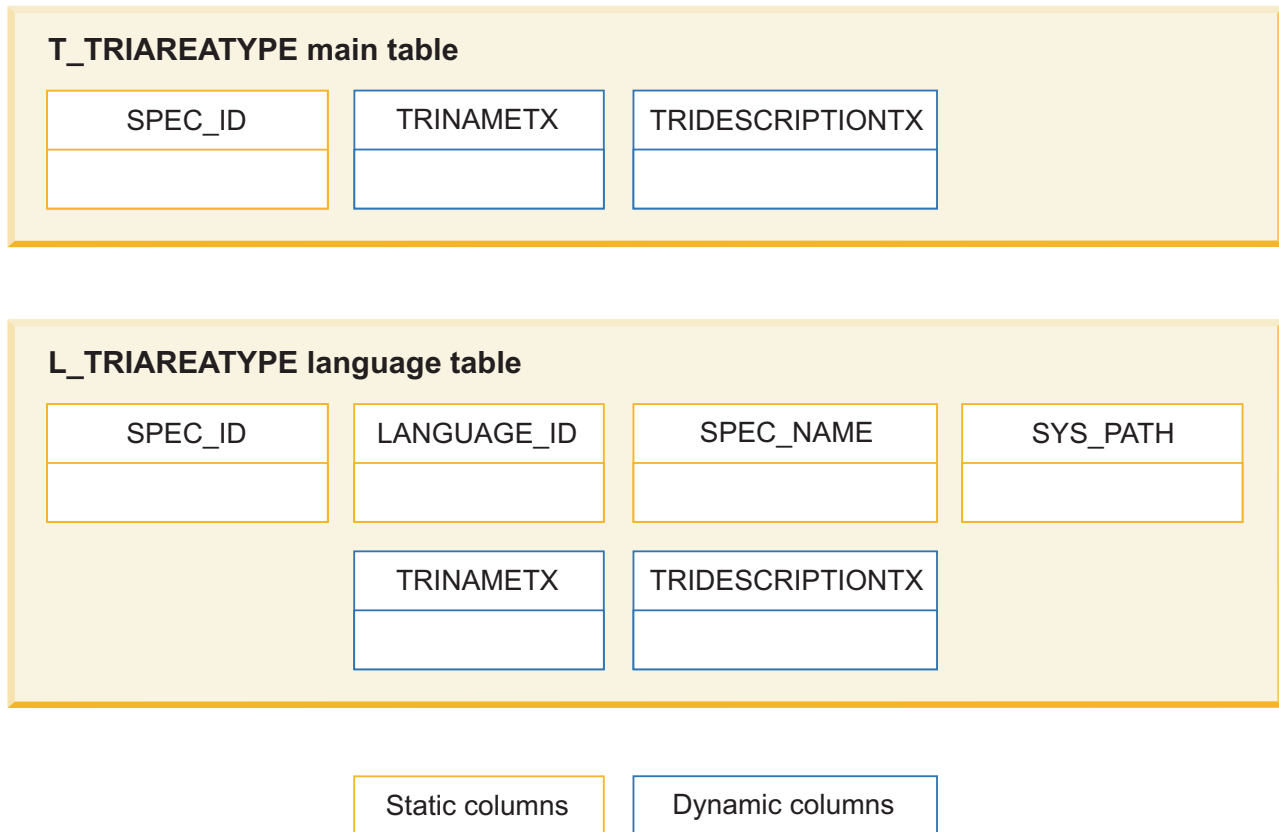 T_TRIAREATYPE main table
SPEC_ID TRINAMETX TRIDESCRIPTIONTX
L_TRIAREATYPE language table
SPEC_ID LANGUAGE_ID SPEC_NAME SYS_PATH
TRINAMETX TRIDESCRIPTIONTX
Static columns Dynamic columns